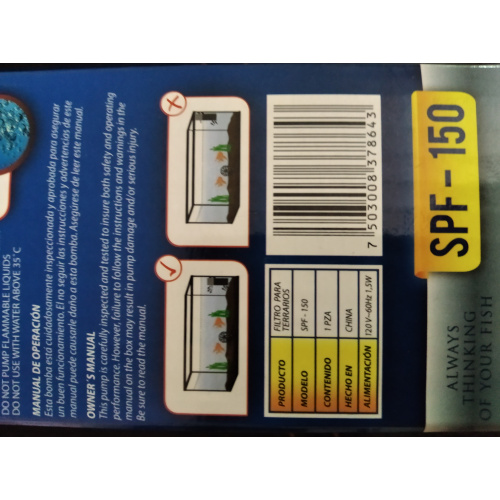 DO NOT PUMP FLAMMABLE LIQUIDS
DO NOT USE WITH WATER ABOVE 35°C
MANUAL DE OPERACIÓN
Esta bomba está cuidadosamente inspeccionada y aprobada para asegurar
un buen funcionamiento. El no seguir las instrucciones y advertencias de este
manual puede causarle daño a esta bomba. Asegúrese de leer este manual.
OWNER´S MANUAL
This pump is carefully inspected and tested to insure both safety and operating
performance. However, failure to follow the instructions and warnings in the
manual on the box may result in pump damage and/or serious injury.
Be sure to read the manual.
PRODUCTO FILTRO PARA TERRARIOS
MODELO SPF - 150
CONTENIDO 1 PZA
HECHO EN CHINA
ALIMENTACIÓN 120 V~60Hz 1,5W
7 503008 378643
SPF - 150
ALWAYS
THINKING
OF YOUR FISH